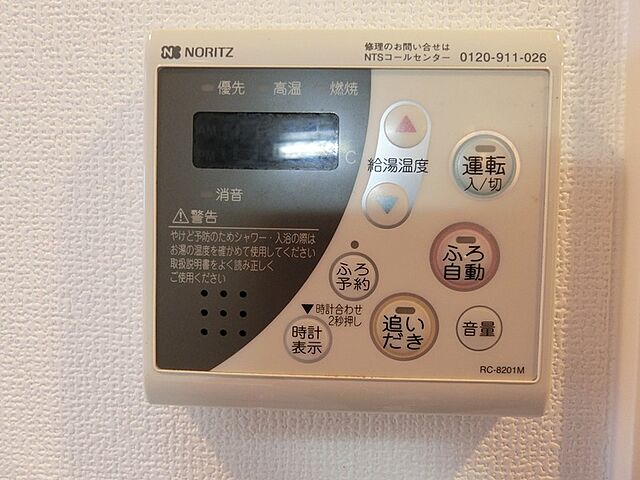 NORITZ
修理のお問い合せは
NTSコールセンター 0120-911-026
優先 高温 燃焼
℃
給湯温度
運転
入/切
消音
警告
やけど予防のためシャワー・入浴の際は
お湯の温度を確かめて使用してください
取扱説明書をよく読み正しく
ご使用ください
ふろ
自動
ふろ
予約
▼時計合わせ
2秒押し
時計
表示
追い
だき
音量
RC-8201M